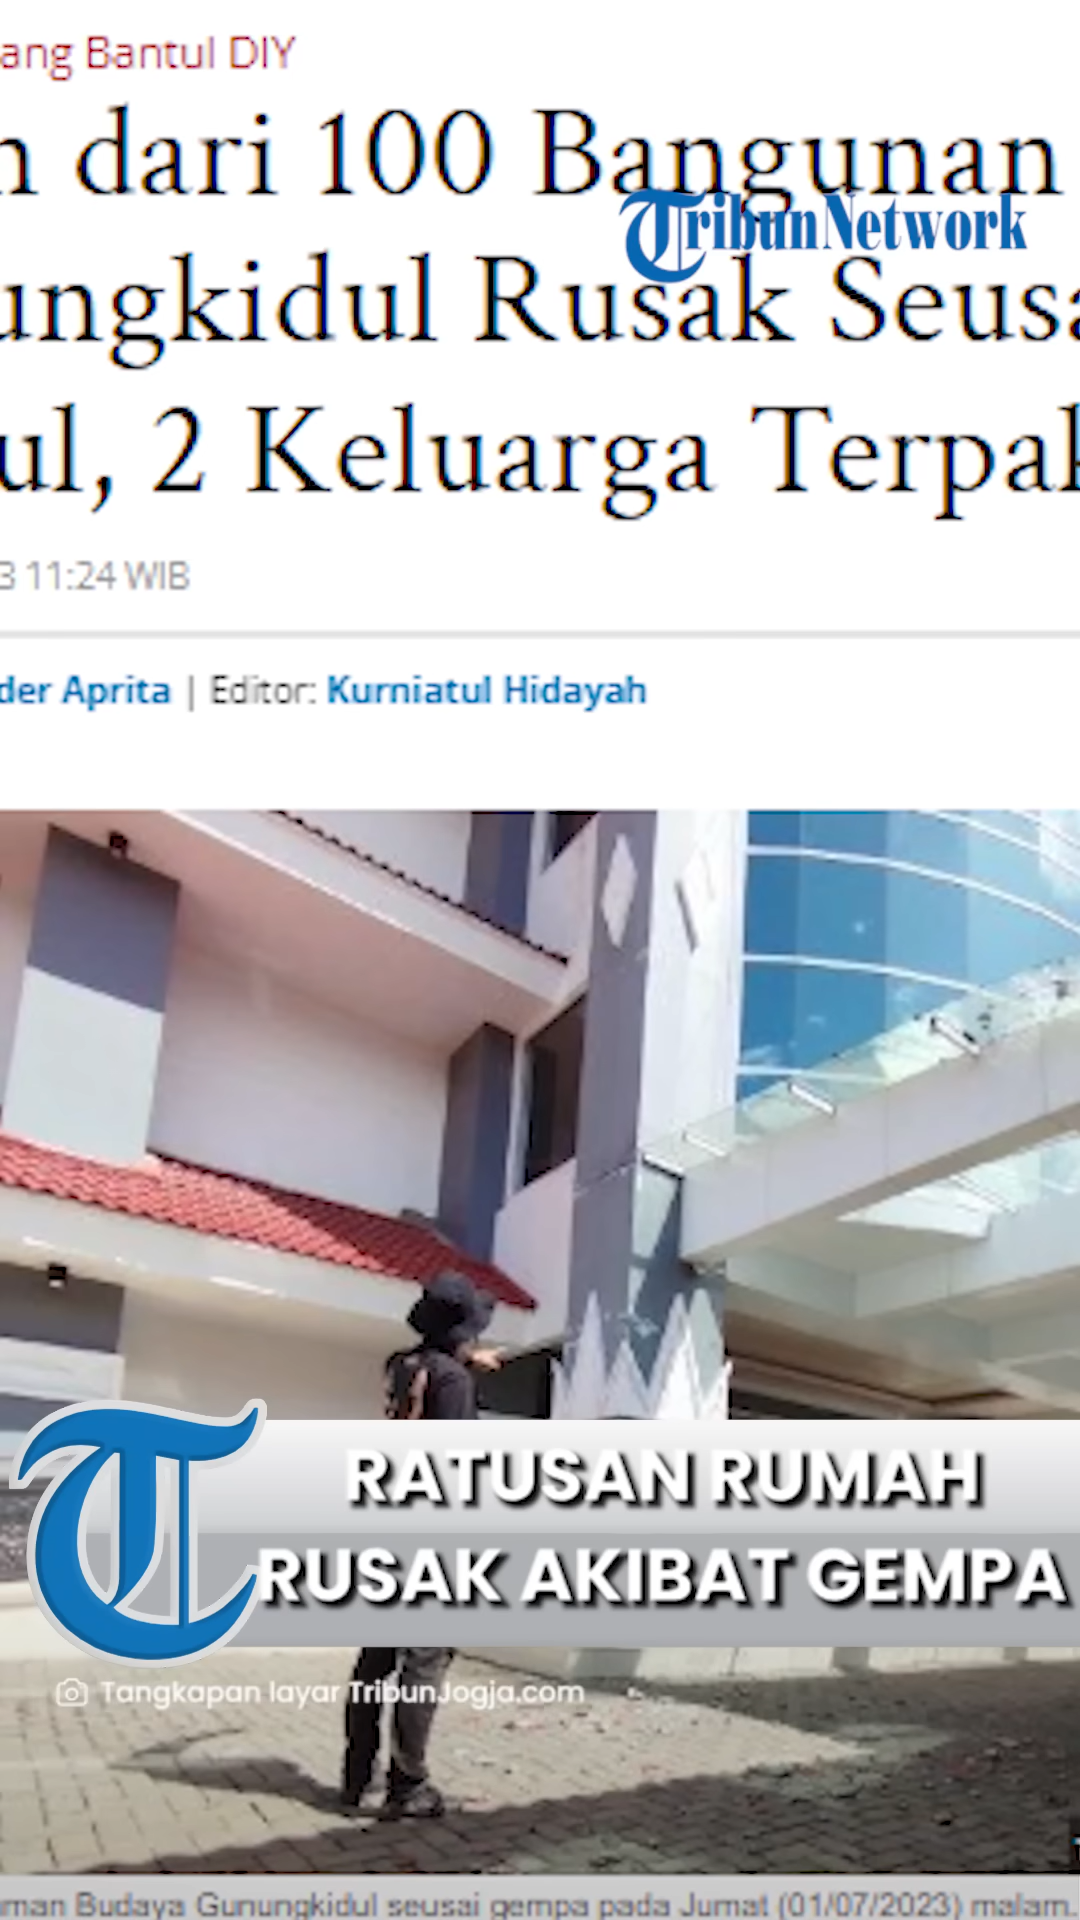 ang Bantul DIY
n dari 100 Bangunan
TribunNetwork
ungkidul Rusak Seusa
ul, 2 Keluarga Terpak
3 11:24 WIB
der Aprita | Editor: Kurniatul Hidayah
RATUSAN RUMAH
RUSAK AKIBAT GEMPA
Tangkapan layar TribunJogja.com
man Budaya Gunungkidul seusai gempa pada Jumat (01/07/2023) malam.